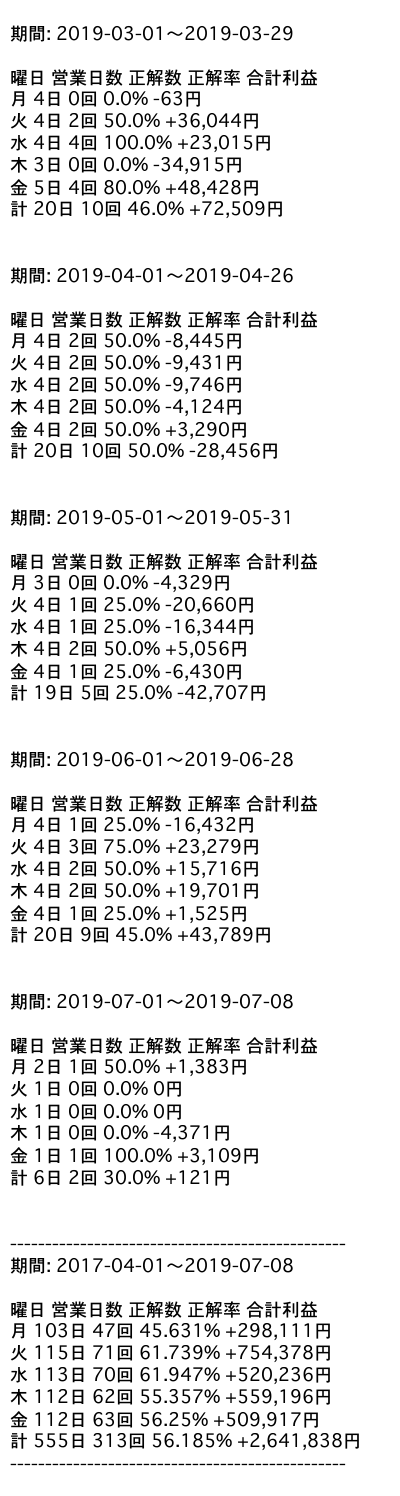 期間: 2019-03-01〜2019-03-29
曜日 営業日数 正解数 正解率 合計利益
月 4日 0回 0.0% -63円
火 4日 2回 50.0% +36,044円
水 4日 4回 100.0% +23,015円
木 3日 0回 0.0% -34,915円
金 5日 4回 80.0% +48,428円
計 20日 10回 46.0% +72,509円
期間: 2019-04-01〜2019-04-26
曜日 営業日数 正解数 正解率 合計利益
月 4日 2回 50.0% -8,445円
火 4日 2回 50.0% -9,431円
水 4日 2回 50.0% -9,746円
木 4日 2回 50.0% -4,124円
金 4日 2回 50.0% +3,290円
計 20日 10回 50.0% -28,456円
期間: 2019-05-01〜2019-05-31
曜日 営業日数 正解数 正解率 合計利益
月 3日 0回 0.0% -4,329円
火 4日 1回 25.0% -20,660円
水 4日 1回 25.0% -16,344円
木 4日 2回 50.0% +5,056円
金 4日 1回 25.0% -6,430円
計 19日 5回 25.0% -42,707円
期間: 2019-06-01〜2019-06-28
曜日 営業日数 正解数 正解率 合計利益
月 4日 1回 25.0% -16,432円
火 4日 3回 75.0% +23,279円
水 4日 2回 50.0% +15,716円
木 4日 2回 50.0% +19,701円
金 4日 1回 25.0% +1,525円
計 20日 9回 45.0% +43,789円
期間: 2019-07-01〜2019-07-08
曜日 営業日数 正解数 正解率 合計利益
月 2日 1回 50.0% +1,383円
火 1日 0回 0.0% 0円
水 1日 0回 0.0% 0円
木 1日 0回 0.0% -4,371円
金 1日 1回 100.0% +3,109円
計 6日 2回 30.0% +121円
------------------------------------------------
期間: 2017-04-01〜2019-07-08
曜日 営業日数 正解数 正解率 合計利益
月 103日 47回 45.631% +298,111円
火 115日 71回 61.739% +754,378円
水 113日 70回 61.947% +520,236円
木 112日 62回 55.357% +559,196円
金 112日 63回 56.25% +509,917円
計 555日 313回 56.185% +2,641,838円
------------------------------------------------